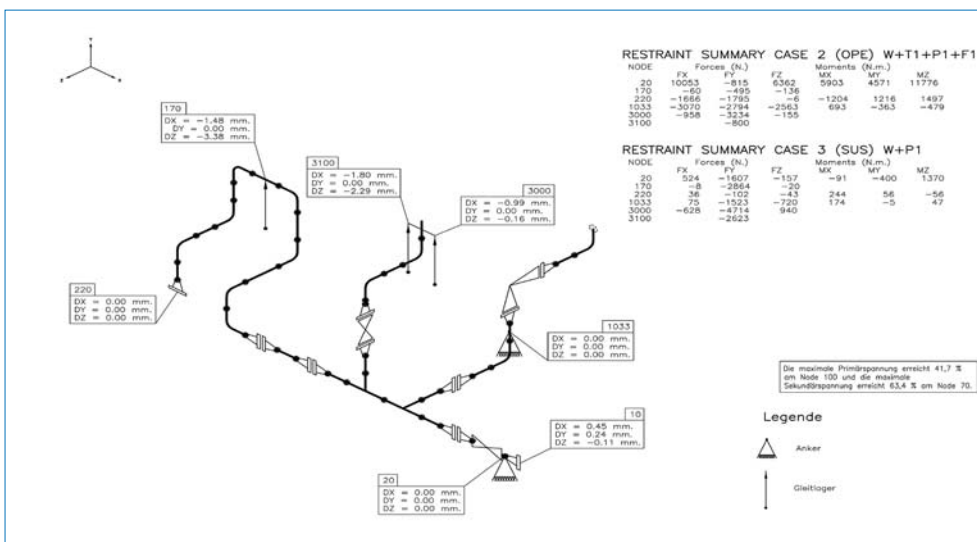 RESTRAINT SUMMARY CASE 2 (OPE) W+T1+P1+F1
NODE Forces (N.) Moments (N.m.)
FX FY FZ MX MY MZ
20 10053 -815 6362 5903 4571 11776
170 -60 -495 -136
220 -1666 -1795 -6 -1204 1216 1497
1033 -3070 -2794 -2563 693 -363 -479
3000 -958 -3234 -155
3100 -800
RESTRAINT SUMMARY CASE 3 (SUS) W+P1
NODE Forces (N.) Moments (N.m.)
FX FY FZ MX MY MZ
20 524 -1607 -157 -91 -400 1370
170 -8 -2864 -20
220 36 -102 -43 244 56 -56
1033 75 -1523 -720 174 -5 47
3000 -628 -4714 940
3100 -2623
170
DX = -1.48 mm.
DY = 0.00 mm.
DZ = -3.38 mm.
3100
DX = -1.80 mm.
DY = 0.00 mm.
DZ = -2.29 mm.
3000
DX = -0.99 mm.
DY = 0.00 mm.
DZ = -0.16 mm.
220
DX = 0.00 mm.
DY = 0.00 mm.
DZ = 0.00 mm.
1033
DX = 0.00 mm.
DY = 0.00 mm.
DZ = 0.00 mm.
10
DX = 0.45 mm.
DY = 0.24 mm.
DZ = -0.11 mm.
20
DX = 0.00 mm.
DY = 0.00 mm.
DZ = 0.00 mm.
Die maximale Primärspannung erreicht 41,7 %
am Node 100 und die maximale
Sekundärspannung erreicht 63,4 % am Node 70.
Legende
Anker
Gleitlager